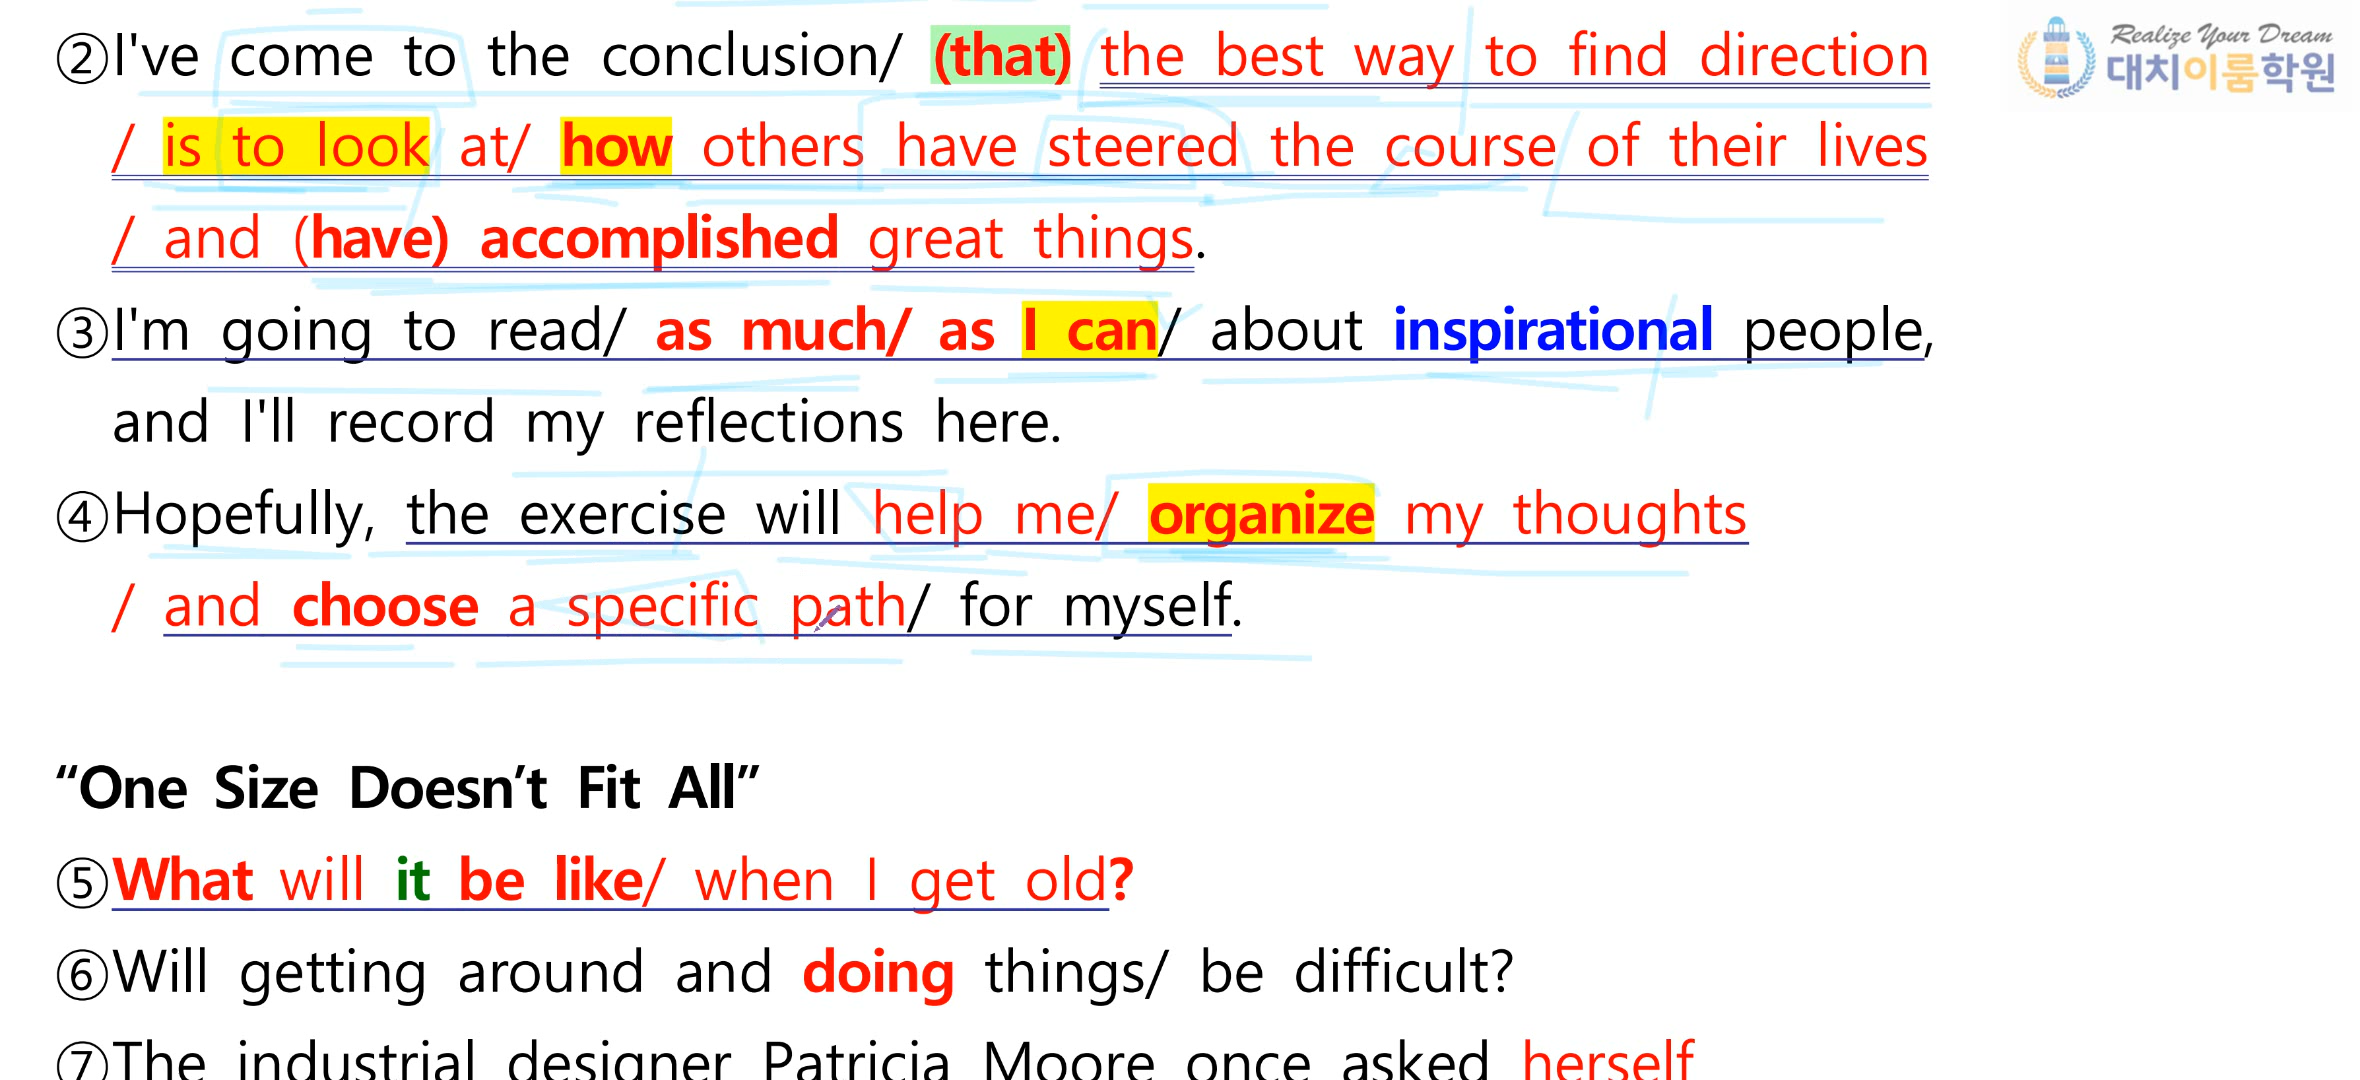 ②I've come to the conclusion/ (that) the best way to find direction
/ is to look at/ how others have steered the course of their lives
/ and (have) accomplished great things.
③I'm going to read/ as much/ as I can/ about inspirational people,
and I'll record my reflections here.
④Hopefully, the exercise will help me/ organize my thoughts
/ and choose a specific path/ for myself.
“One Size Doesn’t Fit All”
⑤What will it be like/ when I get old?
⑥Will getting around and doing things/ be difficult?
⑦The industrial designer Patricia Moore once asked herself
Realize Your Dream
대치이룸학원